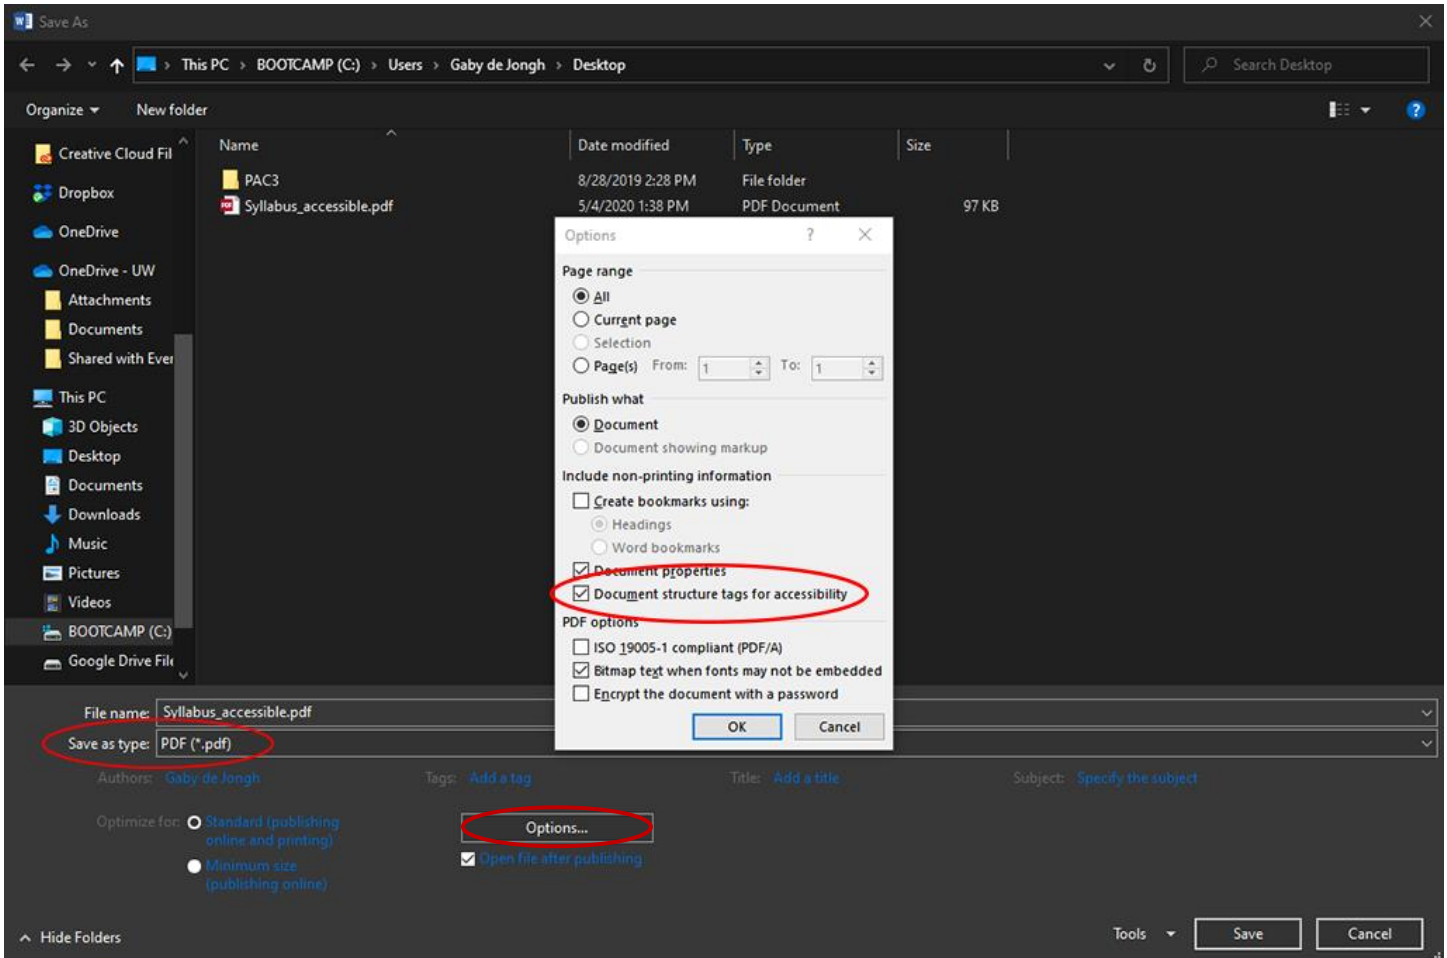 Save As
This PC > BOOTCAMP (C:) > Users > Gaby de Jongh > Desktop
Search Desktop
Organize
New folder
Name
Date modified
Type
Size
Creative Cloud Fil
Dropbox
OneDrive
OneDrive - UW
Attachments
Documents
Shared with Ever
This PC
3D Objects
Desktop
Documents
Downloads
Music
Pictures
Videos
BOOTCAMP (C:)
Google Drive File
PAC3 8/28/2019 2:28 PM File folder
Syllabus_accessible.pdf 5/4/2020 1:38 PM PDF Document 97 KB
Options ?
Page range
All
Current page
Selection
Page(s) From: 1 To: 1
Publish what
Document
Document showing markup
Include non-printing information
Create bookmarks using:
Headings
Word bookmarks
Document properties
Document structure tags for accessibility
PDF options
ISO 19005-1 compliant (PDF/A)
Bitmap text when fonts may not be embedded
Encrypt the document with a password
OK Cancel
File name: Syllabus_accessible.pdf
Save as type: PDF (*.pdf)
Authors: Gaby de Jongh Tags: Add a tag Title: Add a title Subject: Specify the subject
Optimize for: Standard (publishing
online and printing)
Minimum size
(publishing online)
Options...
Open file after publishing
Hide Folders
Tools Save Cancel